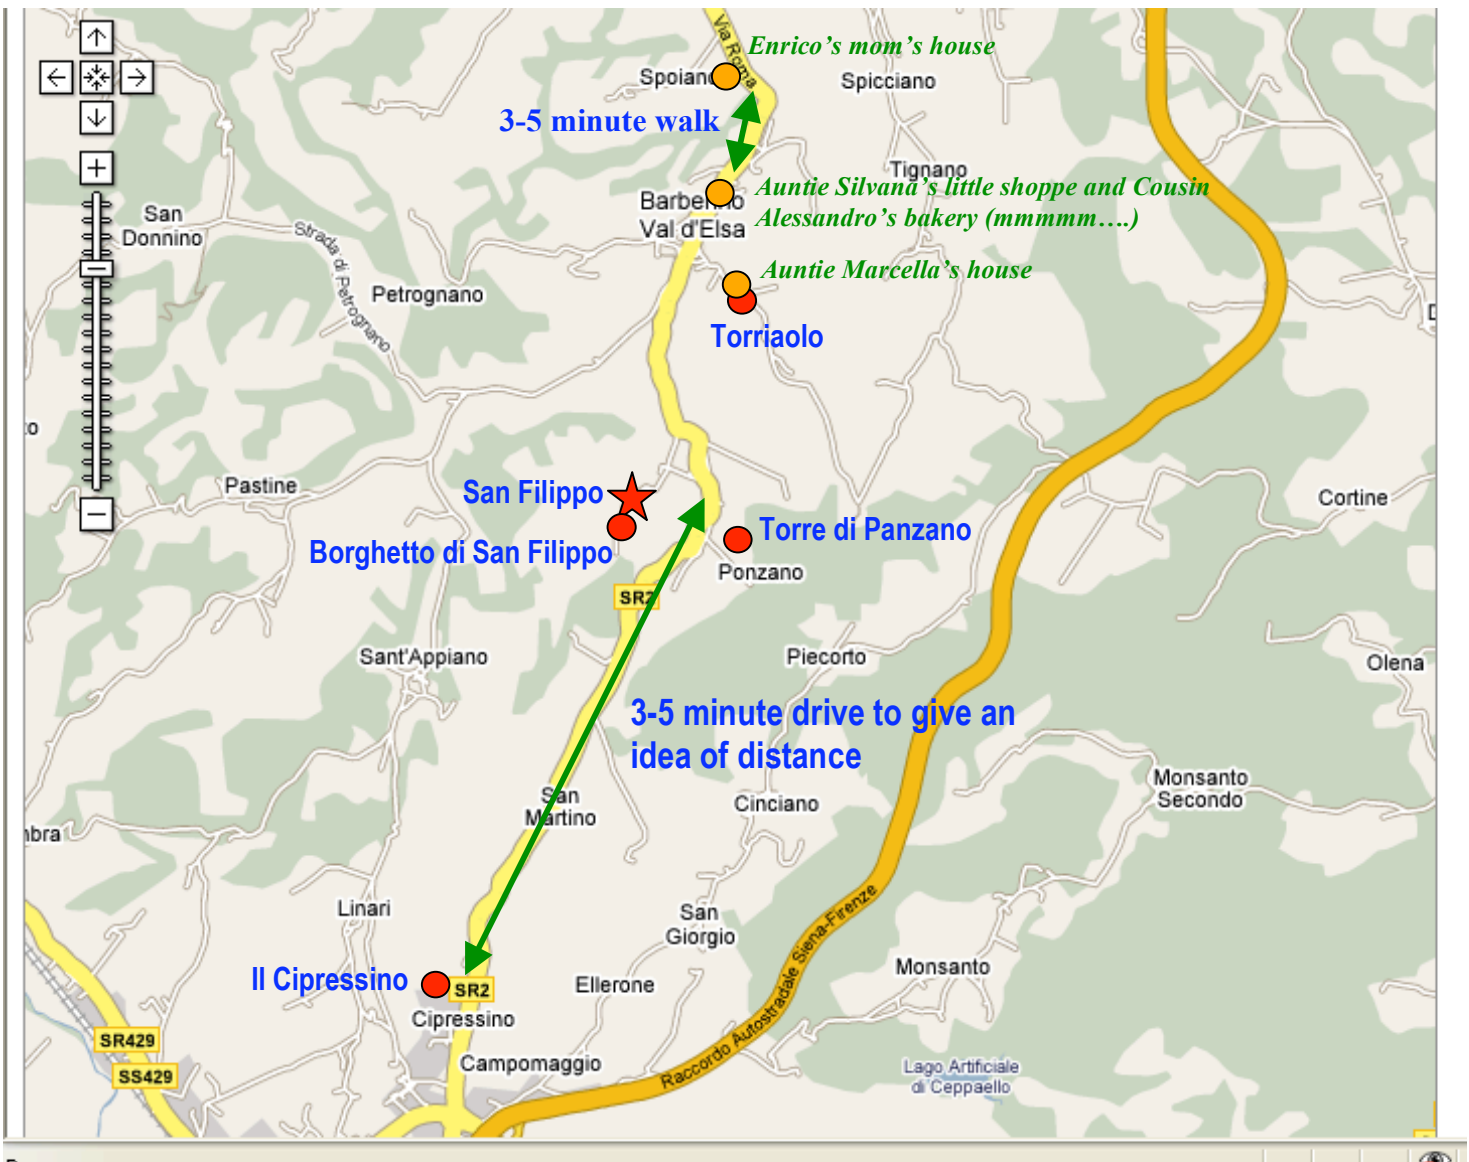 Via Roma
Enrico's mom's house
Spoiano
Spicciano
3-5 minute walk
Tignano
Auntie Silvana's little shoppe and Cousin
Alessandro's bakery (mmmmm....)
Barberino
Val d'Elsa
San
Donnino
Strada di Petrognano
Auntie Marcella's house
Petrognano
Torriaolo
Pastine
San Filippo
Cortine
Borghetto di San Filippo
Torre di Panzano
Ponzano
SR2
Sant'Appiano
Piecorto
Olena
3-5 minute drive to give an
idea of distance
Monsanto
Secondo
San
Martino
Cinciano
Linari
San
Giorgio
Raccordo Autostradale Siena-Firenze
Monsanto
Il Cipressino
SR2
Ellerone
Cipressino
SR429
SS429
Campomaggio
Lago Artificiale
di Ceppaello